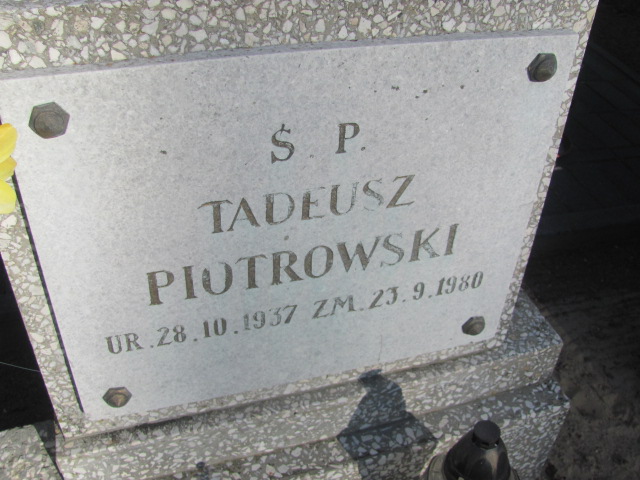 Ś. P.
TADEUSZ
PIOTROWSKI
UR. 28. 10. 1937 ZM. 23. 9. 1980